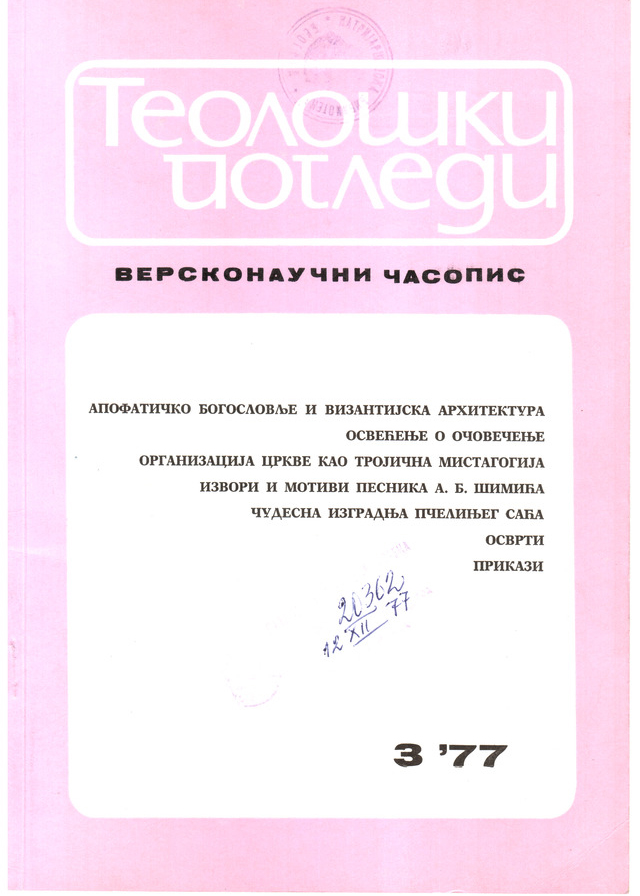 Теолошки
погледи
ВЕРСКОНАУЧНИ ЧАСОПИС
АПОФАТИЧКО БОГОСЛОВЉЕ И ВИЗАНТИЈСКА АРХИТЕКТУРА
ОСВЕЋЕЊЕ О ОЧОВЕЧЕЊЕ
ОРГАНИЗАЦИЈА ЦРКВЕ КАО ТРОЈИЧНА МИСТАГОГИЈА
ИЗВОРИ И МОТИВИ ПЕСНИКА А. Б. ШИМИЋА
ЧУДЕСНА ИЗГРАДЊА ПЧЕЛИЊЕГ САЋА
ОСВРТИ
ПРИКАЗИ
20362
12 XII 77
3 '77